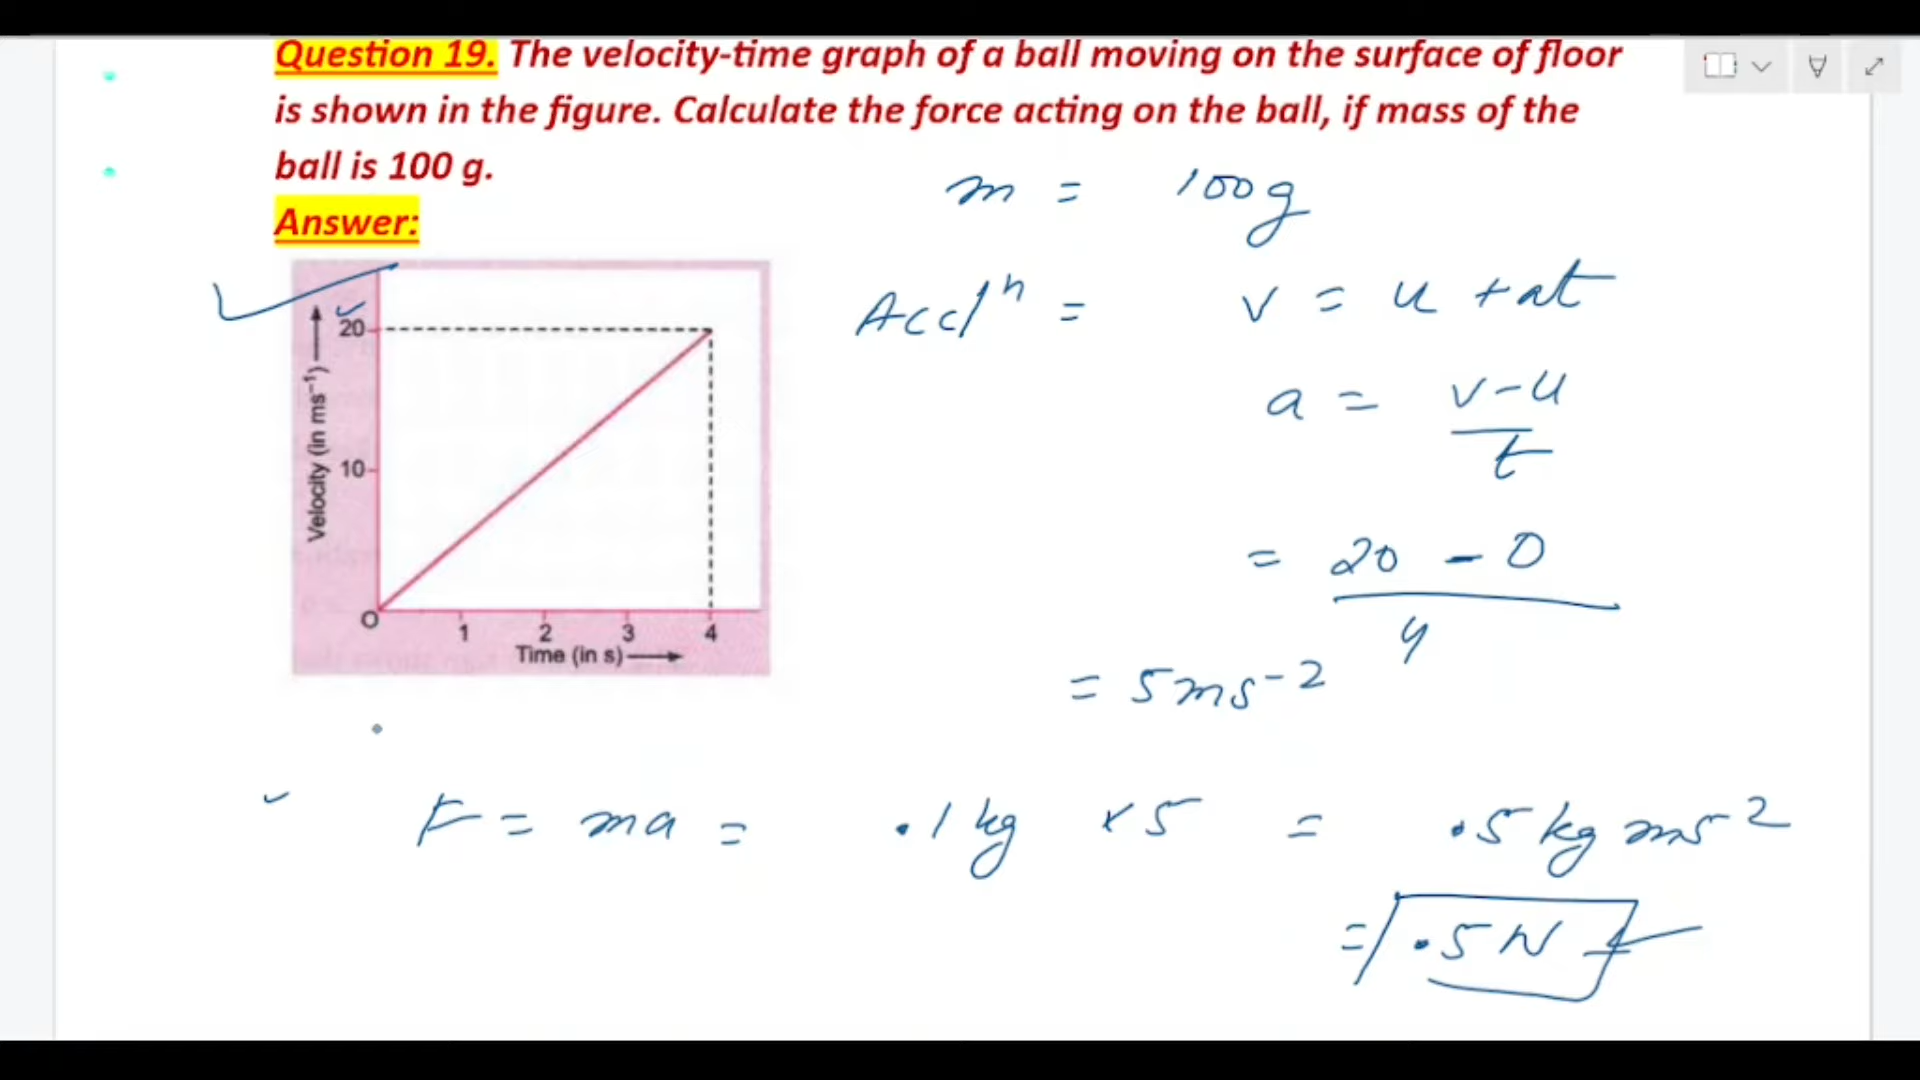 Question 19. The velocity-time graph of a ball moving on the surface of floor
is shown in the figure. Calculate the force acting on the ball, if mass of the
ball is 100 g.
Answer:
m = 100g
Accl^n = v = u + at
a = v-u
t
= 20 - 0
4
= 5ms-2
Velocity (in ms–1)
20
10
O
1 2 3 4
Time (in s)
F = ma = .1 kg x 5 = .5 kg ms-2
= .5 N